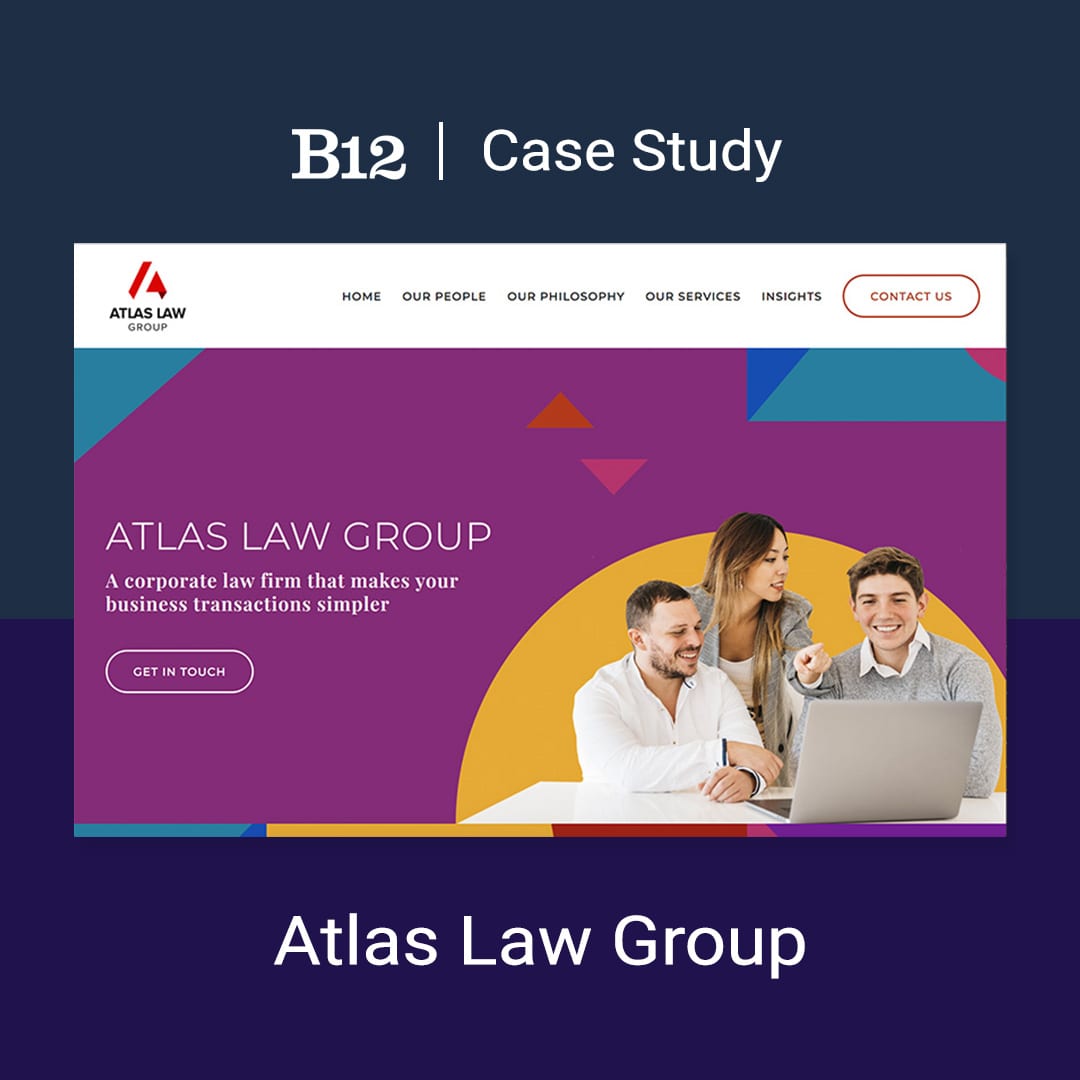 B12 | Case Study
ATLAS LAW
GROUP
HOME OUR PEOPLE OUR PHILOSOPHY OUR SERVICES INSIGHTS CONTACT US
ATLAS LAW GROUP
A corporate law firm that makes your
business transactions simpler
GET IN TOUCH
Atlas Law Group